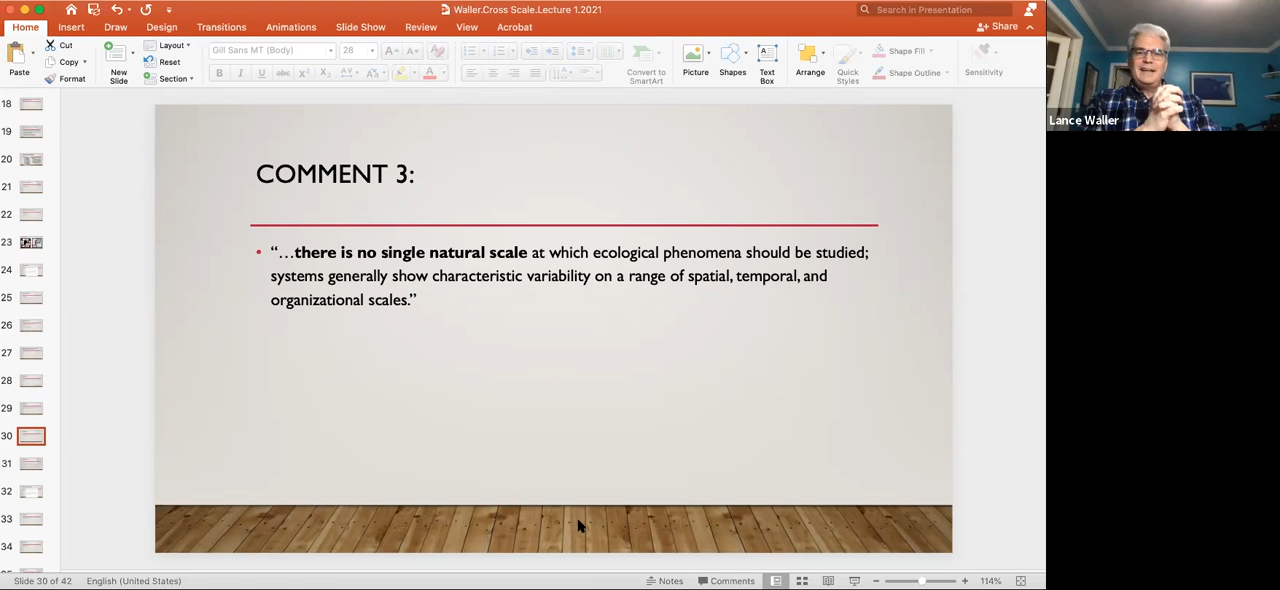 Waller.Cross Scale.Lecture 1.2021
Search in Presentation
Home Insert Draw Design Transitions Animations Slide Show Review View Acrobat
Share
Paste
Cut
Copy
Format
New Slide
Layout
Reset
Section
Gill Sans MT (Body) 28
Convert to SmartArt
Picture
Shapes
Text Box
Arrange
Quick Styles
Shape Fill
Shape Outline
Sensitivity
Lance Waller
18
19
20
21
22
23
24
25
26
27
28
29
30
31
32
33
34
COMMENT 3:
• “…there is no single natural scale at which ecological phenomena should be studied;
systems generally show characteristic variability on a range of spatial, temporal, and
organizational scales.”
Slide 30 of 42 English (United States) Notes Comments 114%